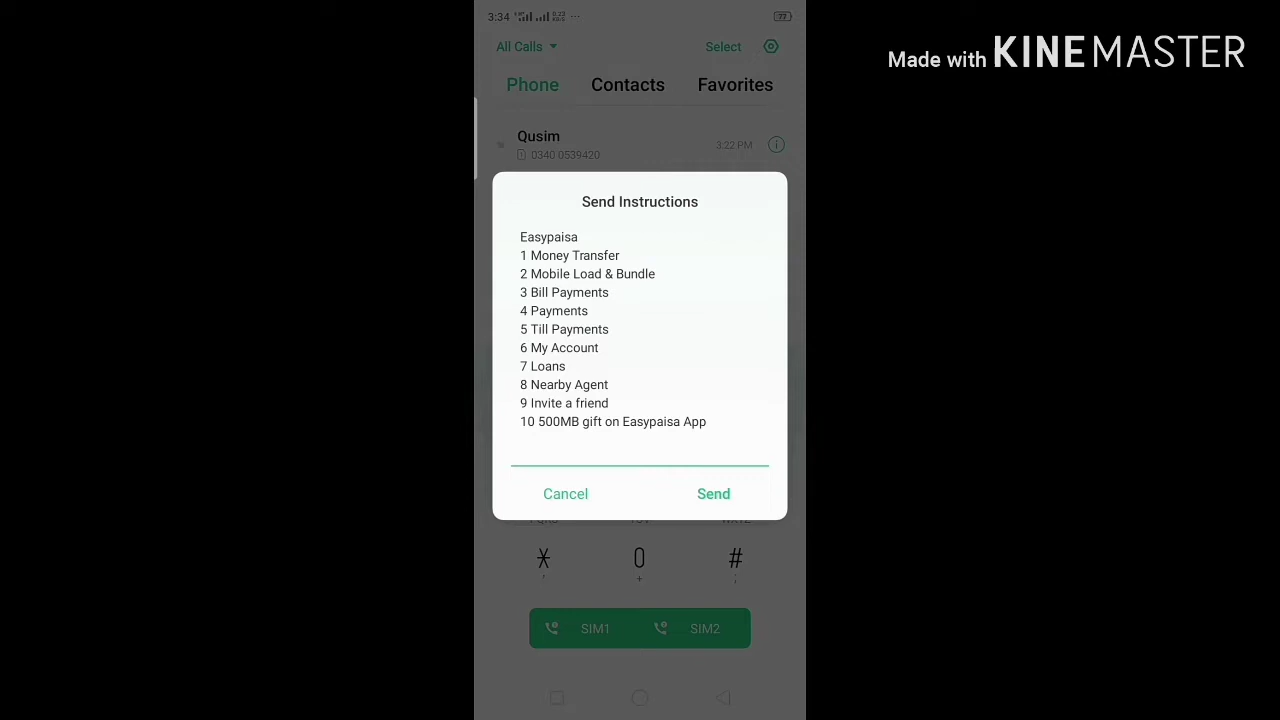 3:34
77
Made with KINEMASTER
All Calls
Select
Phone
Contacts
Favorites
Qusim
3:22 PM
1 0340 0539420
Send Instructions
Easypaisa
1 Money Transfer
2 Mobile Load & Bundle
3 Bill Payments
4 Payments
5 Till Payments
6 My Account
7 Loans
8 Nearby Agent
9 Invite a friend
10 500MB gift on Easypaisa App
Cancel
Send
* 0 #
, + ;
SIM1
SIM2